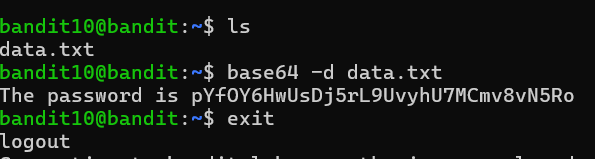 bandit10@bandit:~$ ls
data.txt
bandit10@bandit:~$ base64 -d data.txt
The password is pYfOY6HwUsDj5rL9UvyhU7MCmv8vN5Ro
bandit10@bandit:~$ exit
logout